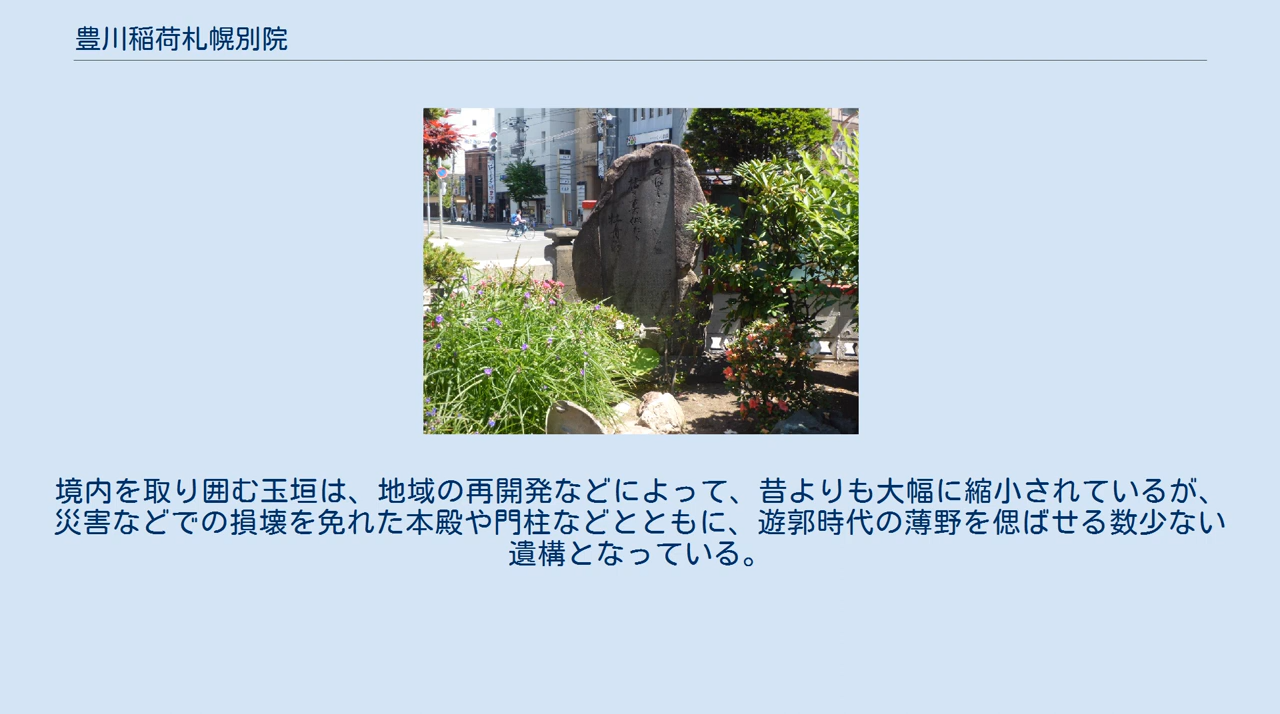 豊川稲荷札幌別院
境内を取り囲む玉垣は、地域の再開発などによって、昔よりも大幅に縮小されているが、
災害などでの損壊を免れた本殿や門柱などとともに、遊郭時代の薄野を偲ばせる数少ない
遺構となっている。